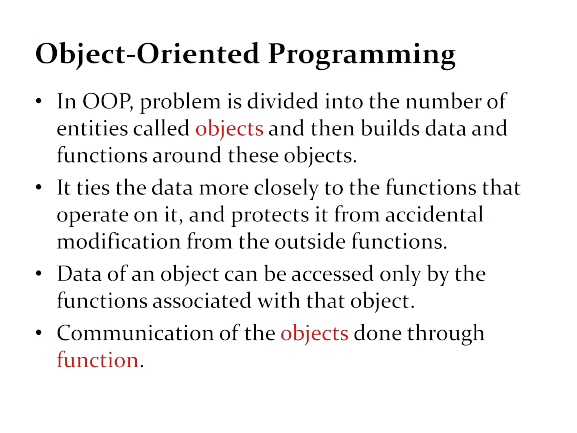 Object-Oriented Programming
• In OOP, problem is divided into the number of
entities called objects and then builds data and
functions around these objects.
• It ties the data more closely to the functions that
operate on it, and protects it from accidental
modification from the outside functions.
• Data of an object can be accessed only by the
functions associated with that object.
• Communication of the objects done through
function.